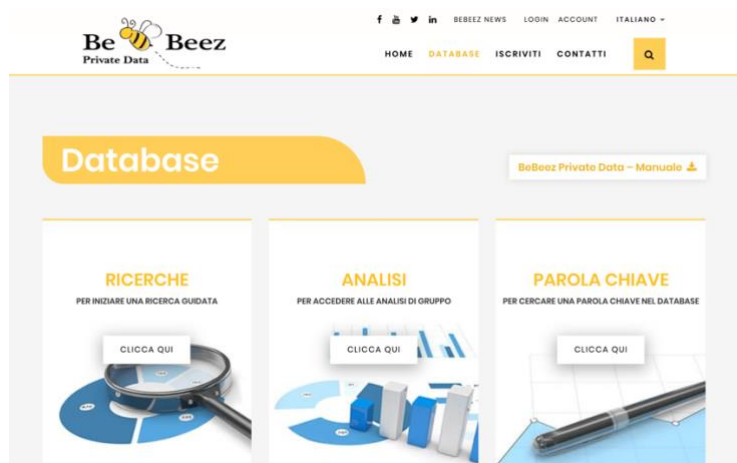 BEBEEZ NEWS LOGIN ACCOUNT ITALIANO
Be Beez
Private Data
HOME DATABASE ISCRIVITI CONTATTI
Database
BeBeez Private Data – Manuale
RICERCHE
PER INIZIARE UNA RICERCA GUIDATA
CLICCA QUI
ANALISI
PER ACCEDERE ALLE ANALISI DI GRUPPO
CLICCA QUI
PAROLA CHIAVE
PER CERCARE UNA PAROLA CHIAVE NEL DATABASE
CLICCA QUI